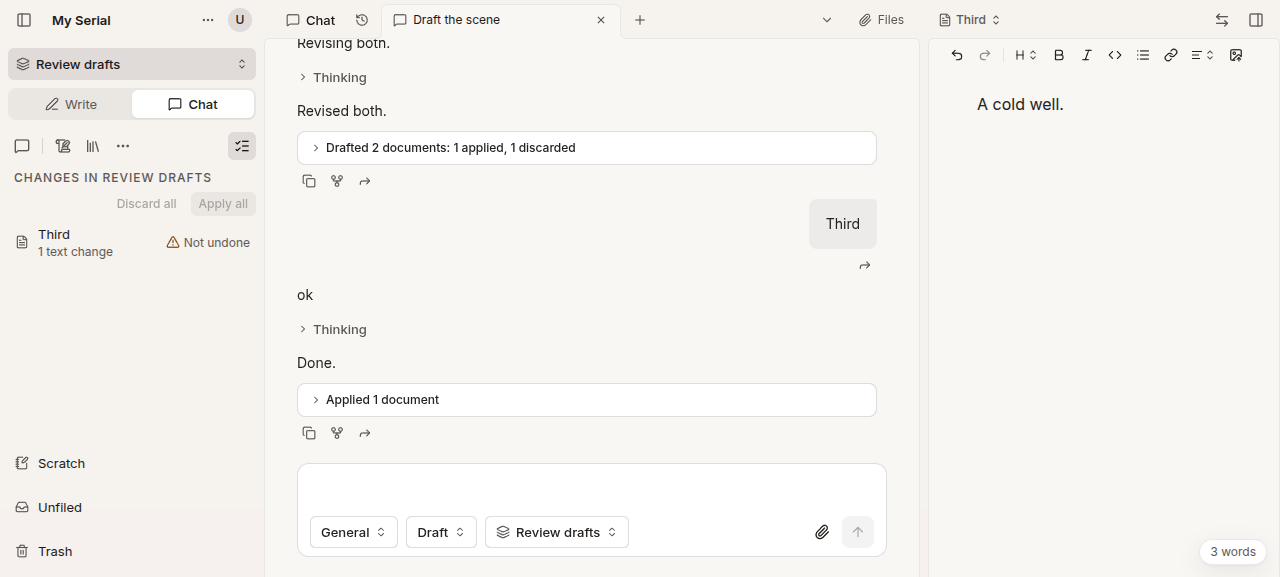 My Serial
U
Chat
Draft the scene
Files
Third
Review drafts
Write
Chat
CHANGES IN REVIEW DRAFTS
Discard all
Apply all
Third
1 text change
Not undone
Scratch
Unfiled
Trash
Revising both.
Thinking
Revised both.
Drafted 2 documents: 1 applied, 1 discarded
Third
ok
Thinking
Done.
Applied 1 document
General
Draft
Review drafts
H
B
I
A cold well.
3 words